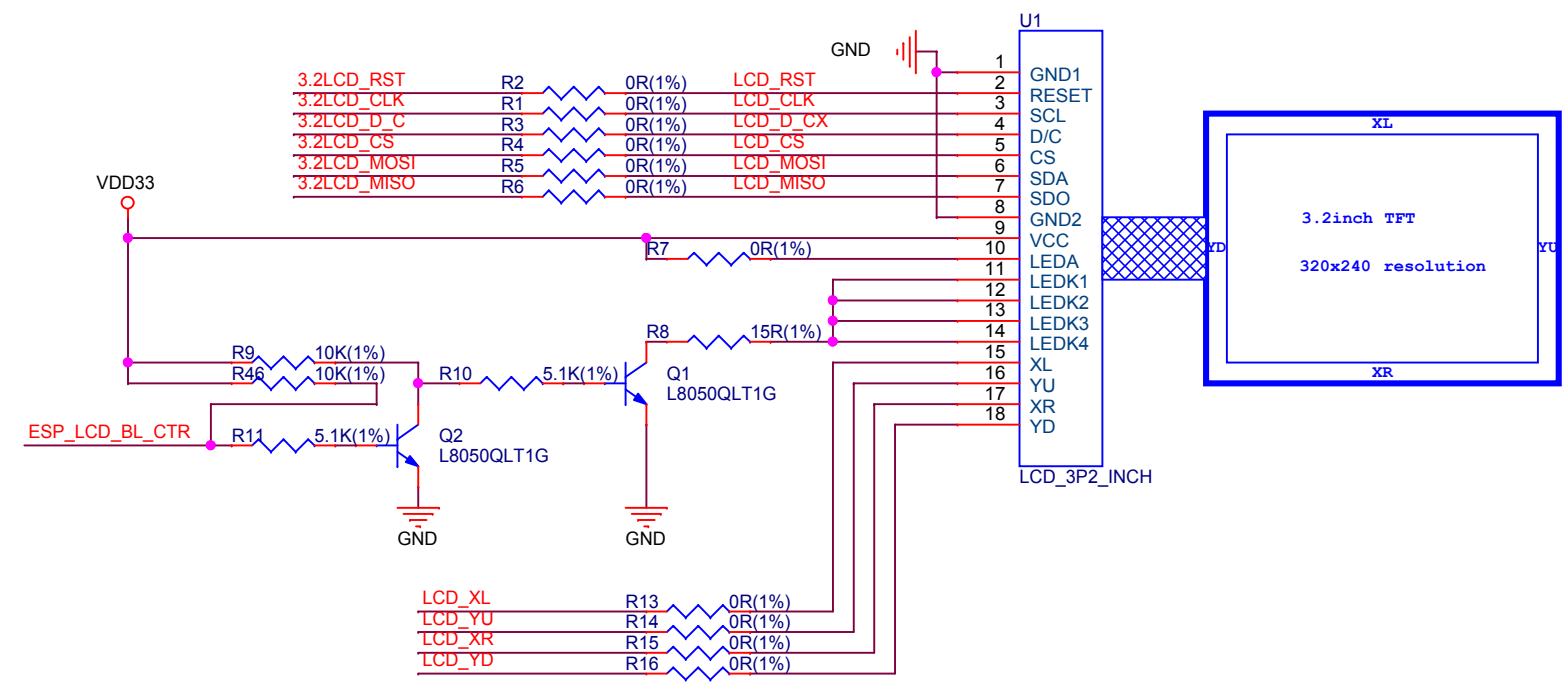 U1
GND
1 GND1
3.2LCD_RST R2 0R(1%) LCD_RST 2 RESET
3.2LCD_CLK R1 0R(1%) LCD_CLK 3 SCL
3.2LCD_D_C R3 0R(1%) LCD_D_CX 4 D/C
3.2LCD_CS R4 0R(1%) LCD_CS 5 CS
3.2LCD_MOSI R5 0R(1%) LCD_MOSI 6 SDA
3.2LCD_MISO R6 0R(1%) LCD_MISO 7 SDO
8 GND2
VDD33
9 VCC
R7 0R(1%) 10 LEDA
11 LEDK1
12 LEDK2
13 LEDK3
R8 15R(1%) 14 LEDK4
15 XL
16 YU
17 XR
18 YD
LCD_3P2_INCH
XL
YD
3.2inch TFT
320x240 resolution
YU
XR
R9 10K(1%)
R46 10K(1%)
R10 5.1K(1%)
Q1
L8050QLT1G
ESP_LCD_BL_CTR R11 5.1K(1%)
Q2
L8050QLT1G
GND
GND
LCD_XL R13 0R(1%)
LCD_YU R14 0R(1%)
LCD_XR R15 0R(1%)
LCD_YD R16 0R(1%)